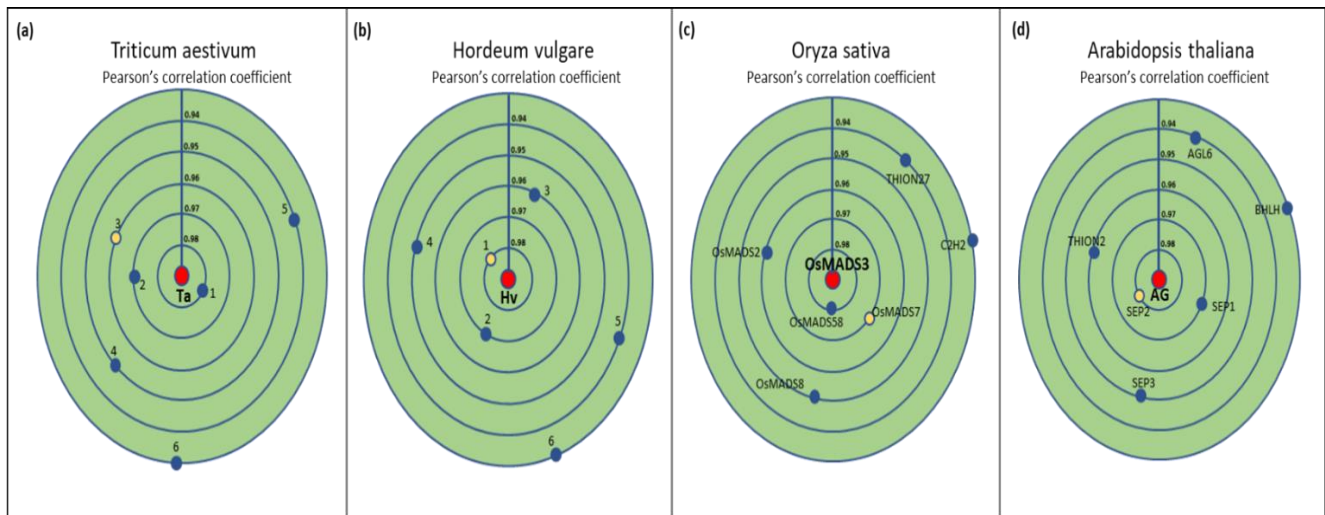 (a)
Triticum aestivum
Pearson's correlation coefficient
0.94
0.95
0.96
0.97
0.98
5
3
2
1
Ta
4
6
(b)
Hordeum vulgare
Pearson's correlation coefficient
0.94
0.95
0.96
3
0.97
4
1
0.98
Hv
2
5
6
(c)
Oryza sativa
Pearson's correlation coefficient
0.94
0.95
THION27
0.96
0.97
C2H2
OsMADS2
0.98
OsMADS3
OsMADS58
OsMADS7
OsMADS8
(d)
Arabidopsis thaliana
Pearson's correlation coefficient
0.94
AGL6
0.95
0.96
BHLH
0.97
THION2
0.98
AG
SEP2
SEP1
SEP3